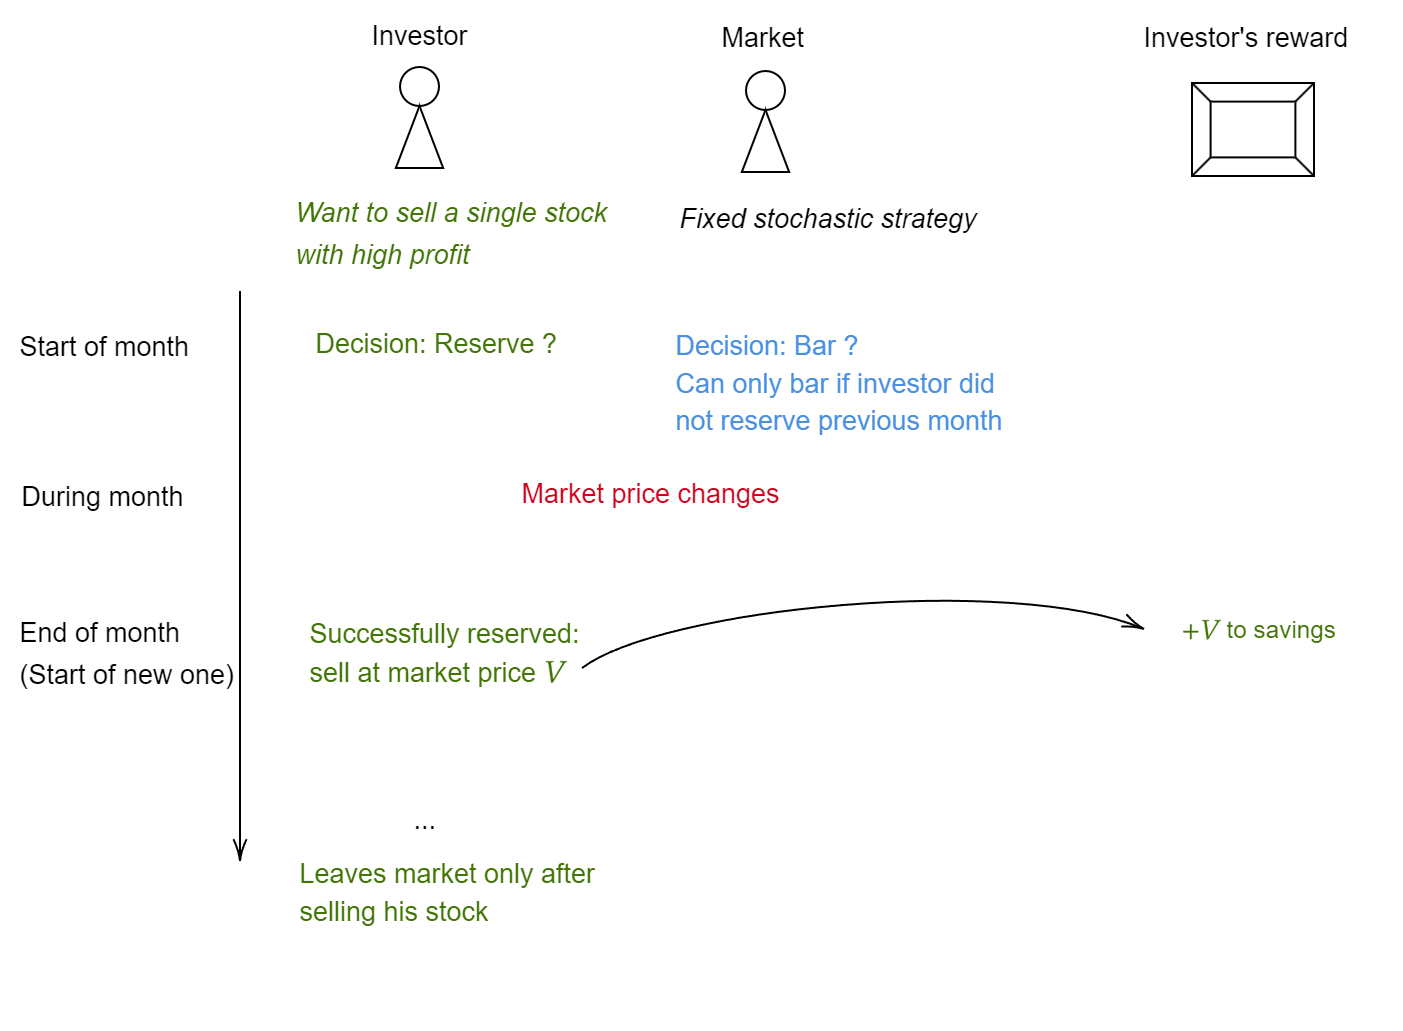 Investor
Market
Investor's reward
Want to sell a single stock
with high profit
Fixed stochastic strategy
Start of month
Decision: Reserve ?
Decision: Bar ?
Can only bar if investor did
not reserve previous month
During month
Market price changes
End of month
(Start of new one)
Successfully reserved:
sell at market price V
+V to savings
...
Leaves market only after
selling his stock